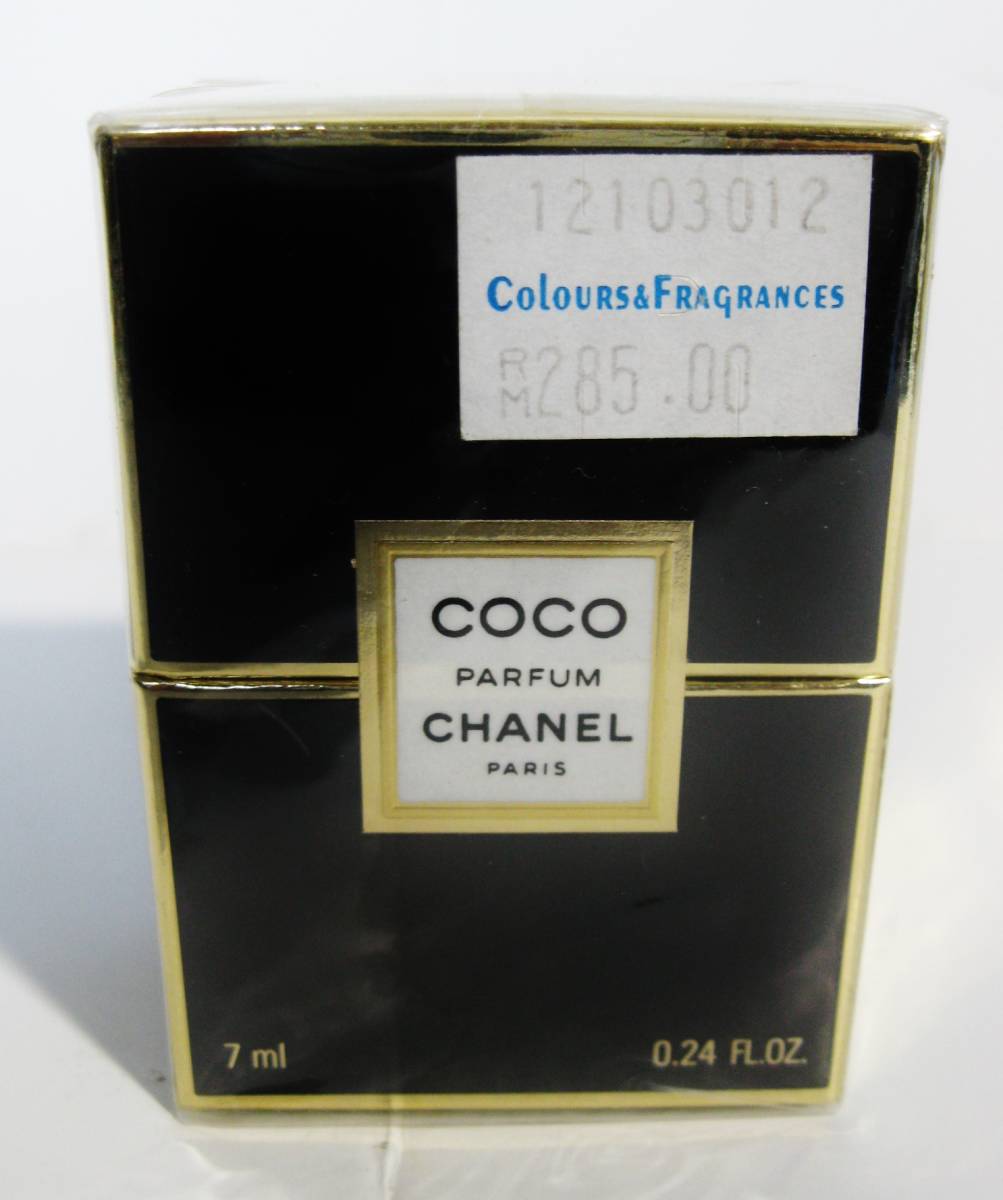 12103012
Colours&Fragrances
RM285.00
COCO
PARFUM
CHANEL
PARIS
7 ml
0.24 FL.OZ.